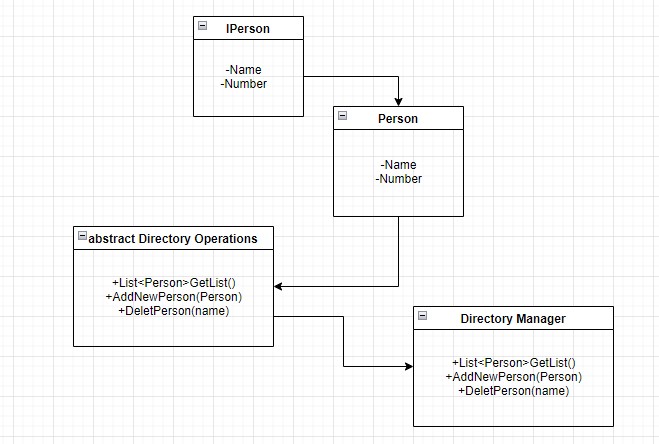 IPerson
-Name
-Number
Person
-Name
-Number
abstract Directory Operations
+List<Person>GetList()
+AddNewPerson(Person)
+DeletPerson(name)
Directory Manager
+List<Person>GetList()
+AddNewPerson(Person)
+DeletPerson(name)